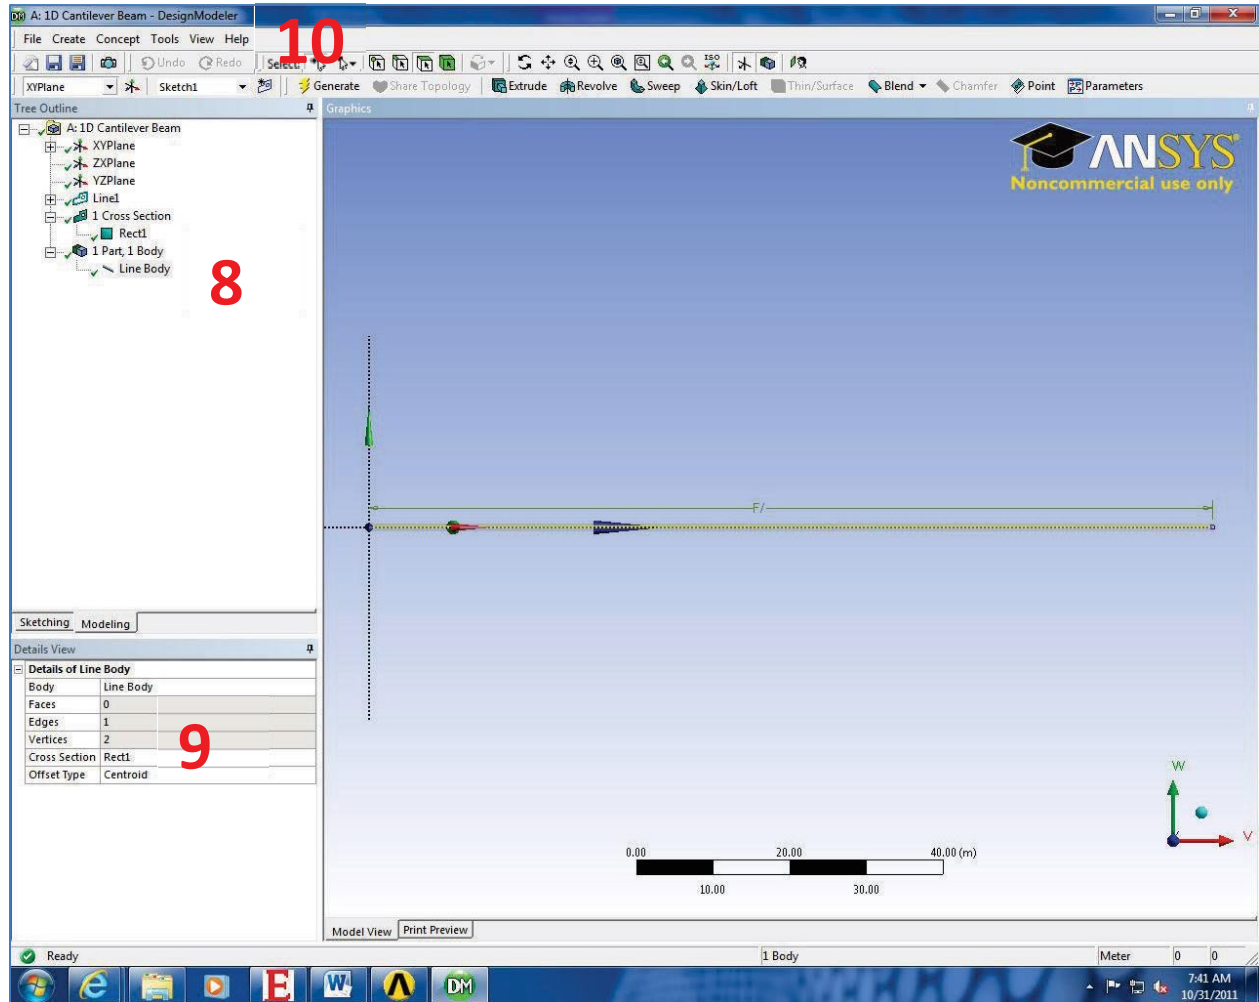 A: 1D Cantilever Beam - DesignModeler
File Create Concept Tools View Help
10
Undo Redo Select: ISO
XYPlane Sketch1 Generate Share Topology Extrude Revolve Sweep Skin/Loft Thin/Surface Blend Chamfer Point Parameters
Tree Outline
Graphics
A: 1D Cantilever Beam
XYPlane
ZXPlane
YZPlane
Line1
1 Cross Section
Rect1
1 Part, 1 Body
Line Body
8
ANSYS
Noncommercial use only
F/
Sketching Modeling
Details View
Details of Line Body
Body Line Body
Faces 0
Edges 1
Vertices 2
Cross Section Rect1
Offset Type Centroid
9
W
V
0.00 20.00 40.00 (m)
10.00 30.00
Model View Print Preview
Ready 1 Body Meter 0 0
E W DM
7:41 AM
10/31/2011